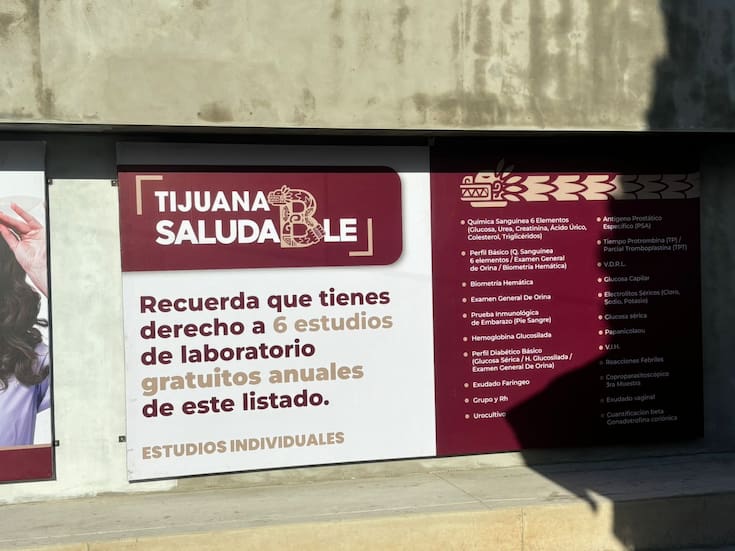 TIJUANA
SALUDABLE
Recuerda que tienes
derecho a 6 estudios
de laboratorio
gratuitos anuales
de este listado.
ESTUDIOS INDIVIDUALES
Química Sanguínea 6 Elementos
(Glucosa, Urea, Creatinina, Ácido Úrico,
Colesterol, Triglicéridos)
Perfil Básico (Q. Sanguínea
6 elementos / Examen General
de Orina / Biometría Hemática)
Biometría Hemática
Examen General De Orina
Prueba Inmunológica
de Embarazo (Pie Sangre)
Hemoglobina Glucosilada
Perfil Diabético Básico
(Glucosa Sérica / H. Glucosilada /
Examen General De Orina)
Exudado Faringeo
Grupo y Rh
Urocultivo
Antígeno Prostático
Específico (PSA)
Tiempo Protrombina (TP) /
Parcial Tromboplastina (TPT)
V.D.R.L.
Glucosa Capilar
Electrolitos Séricos (Cloro,
Sodio, Potasio)
Glucosa sérica
Papanicolaou
V.I.H.
Reacciones Febriles
Coproparasitoscópico
3ra Muestra
Exudado vaginal
Cuantificación beta
Gonadotrofina coriónica